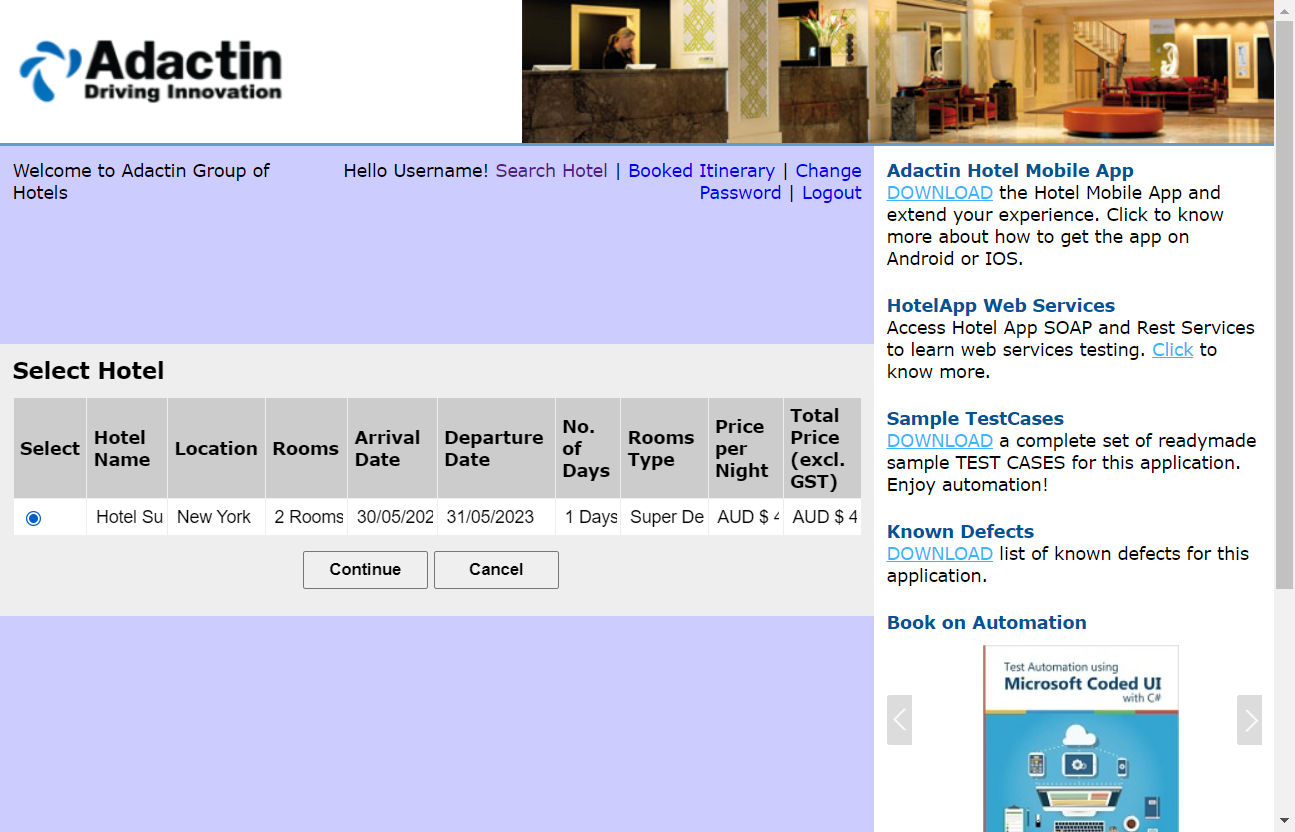 Adactin
Driving Innovation
Welcome to Adactin Group of
Hotels
Hello Username! Search Hotel | Booked Itinerary | Change
Password | Logout
Select Hotel
Select
Hotel
Name
Location
Rooms
Arrival
Date
Departure
Date
No.
of
Days
Rooms
Type
Price
per
Night
Total
Price
(excl.
GST)
Hotel Su
New York
2 Rooms
30/05/202
31/05/2023
1 Days
Super De
AUD $ 4
AUD $ 4
Continue
Cancel
Adactin Hotel Mobile App
DOWNLOAD the Hotel Mobile App and
extend your experience. Click to know
more about how to get the app on
Android or IOS.
HotelApp Web Services
Access Hotel App SOAP and Rest Services
to learn web services testing. Click to
know more.
Sample TestCases
DOWNLOAD a complete set of readymade
sample TEST CASES for this application.
Enjoy automation!
Known Defects
DOWNLOAD list of known defects for this
application.
Book on Automation
Test Automation using
Microsoft Coded UI
with C#